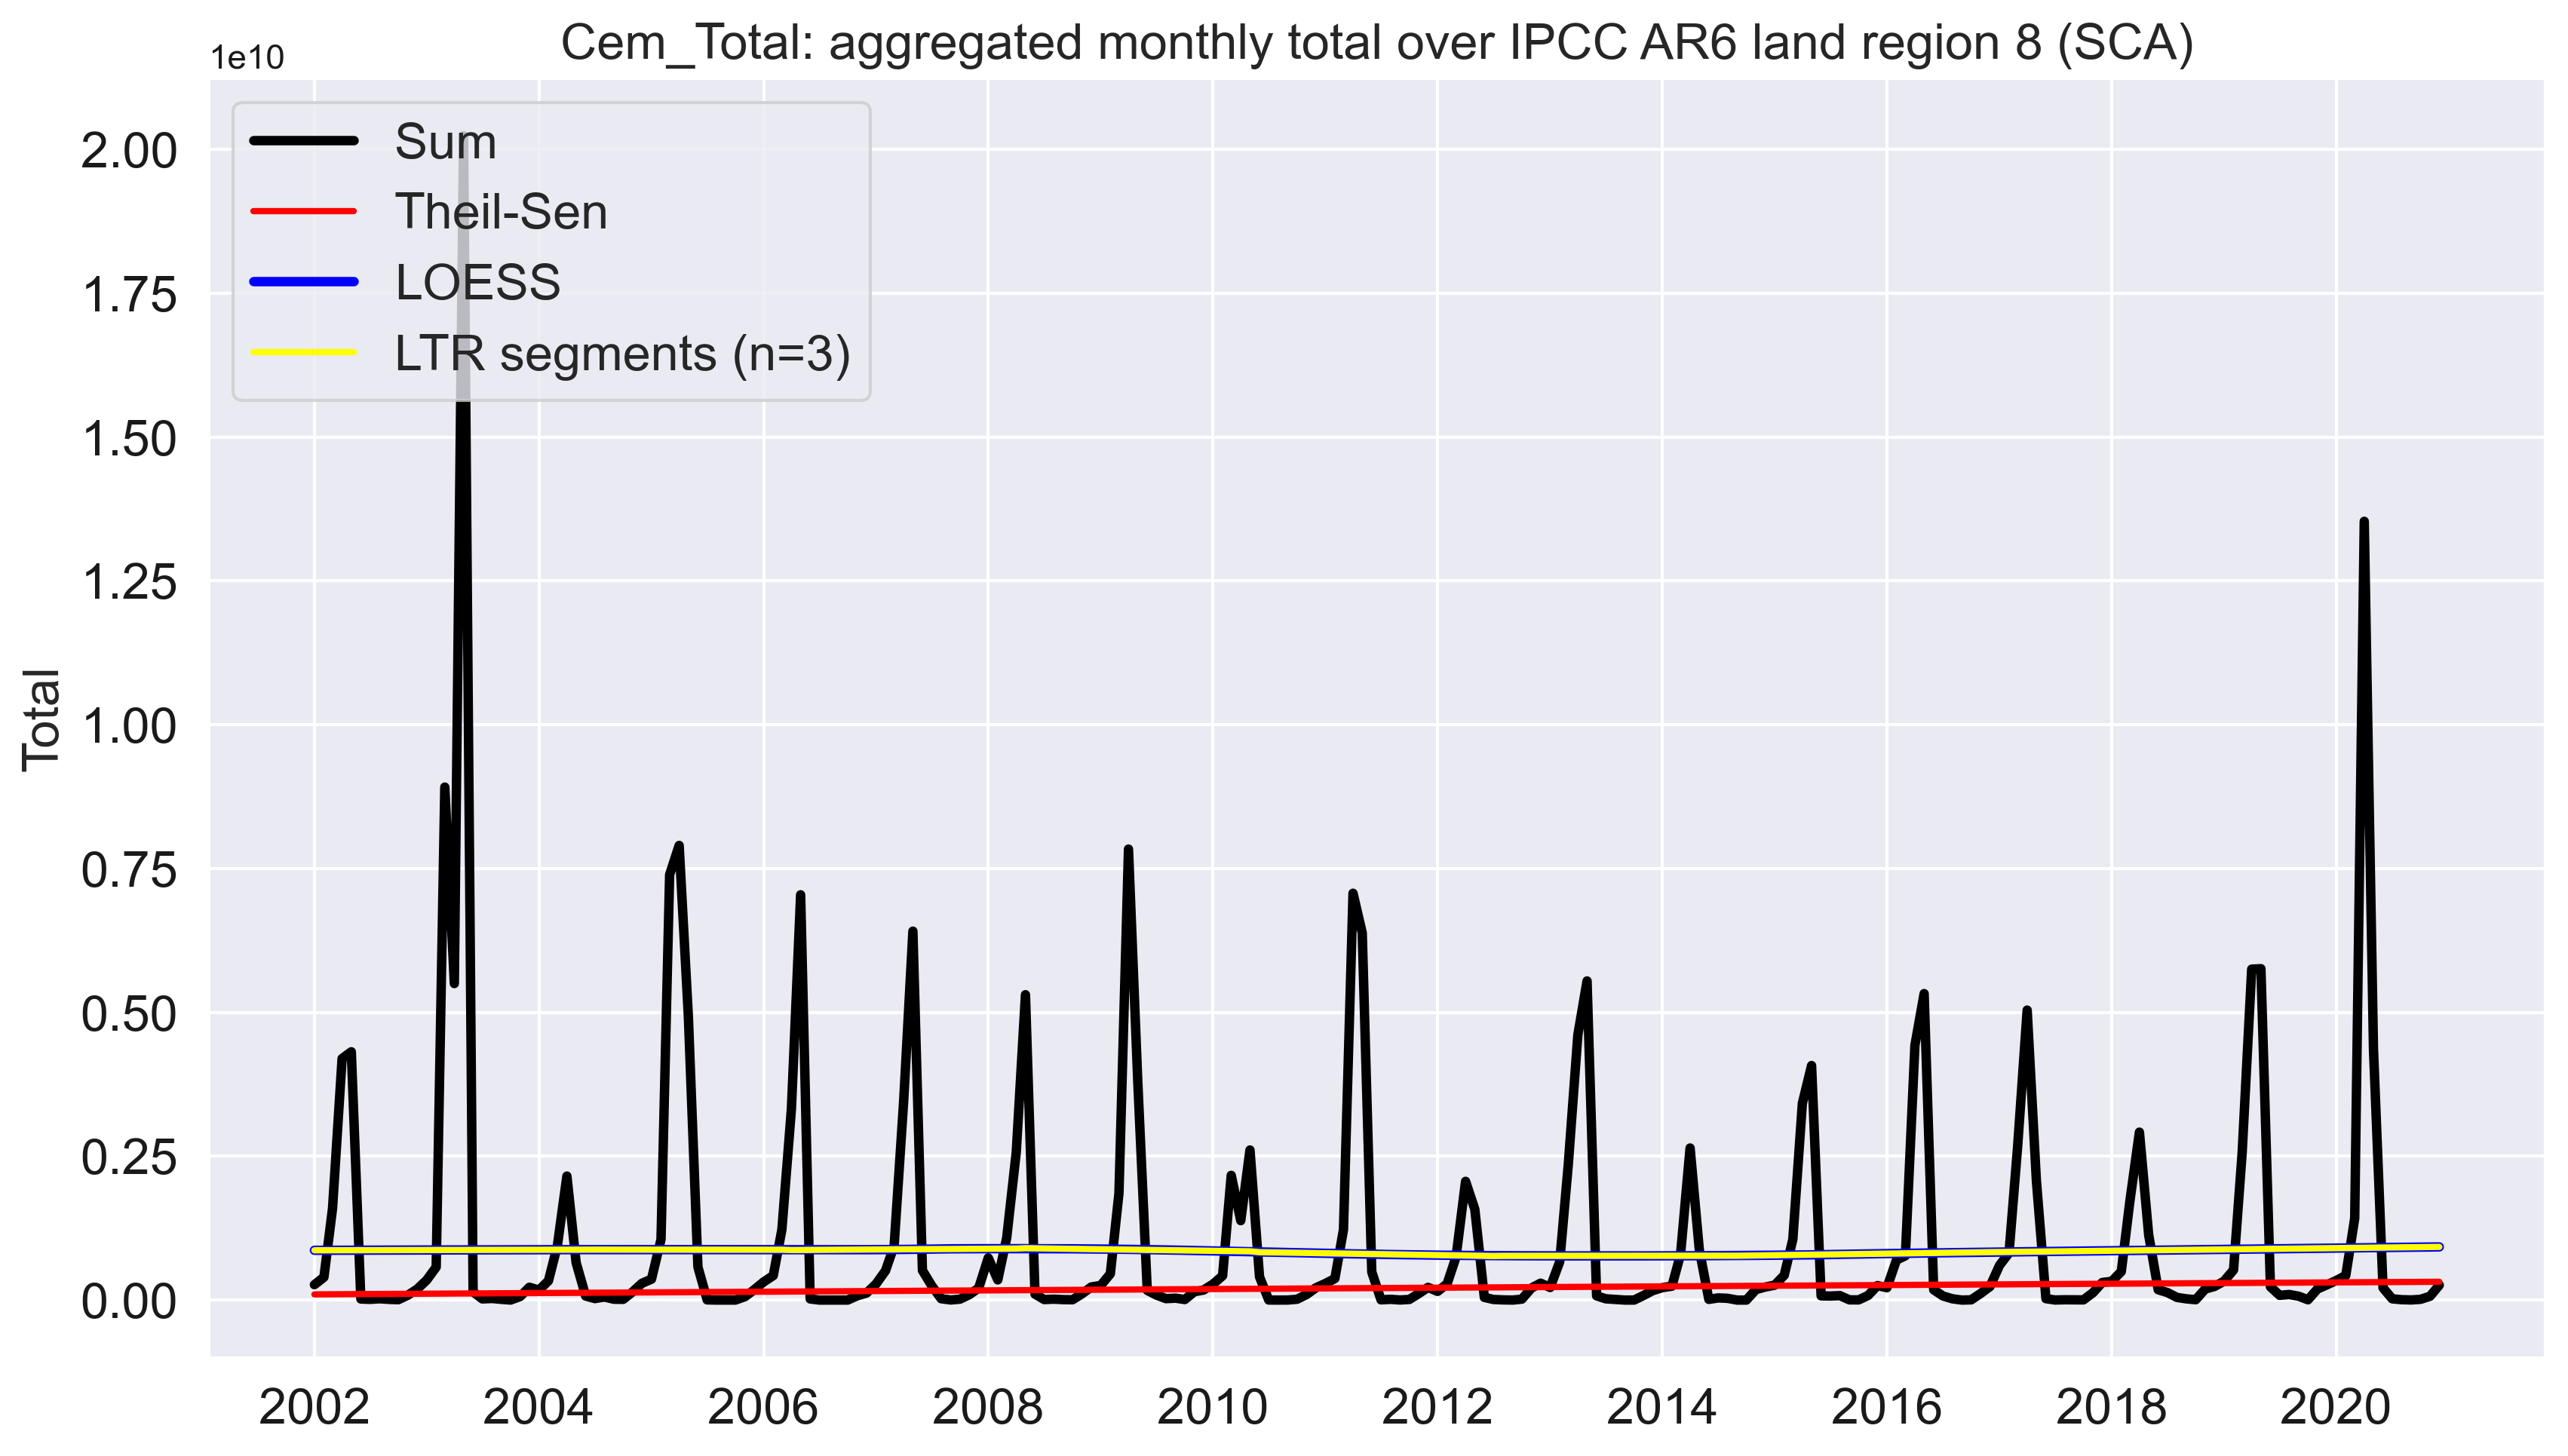 Cem_Total: aggregated monthly total over IPCC AR6 land region 8 (SCA)
1e10
Sum
Theil-Sen
LOESS
LTR segments (n=3)
2.00
1.75
1.50
1.25
1.00
0.75
0.50
0.25
0.00
Total
2002 2004 2006 2008 2010 2012 2014 2016 2018 2020